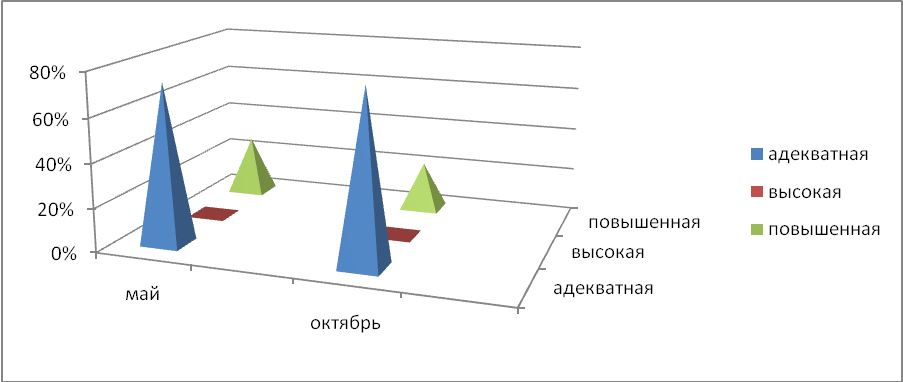 80%
60%
40%
20%
0%
май
октябрь
повышенная
высокая
адекватная
адекватная
высокая
повышенная